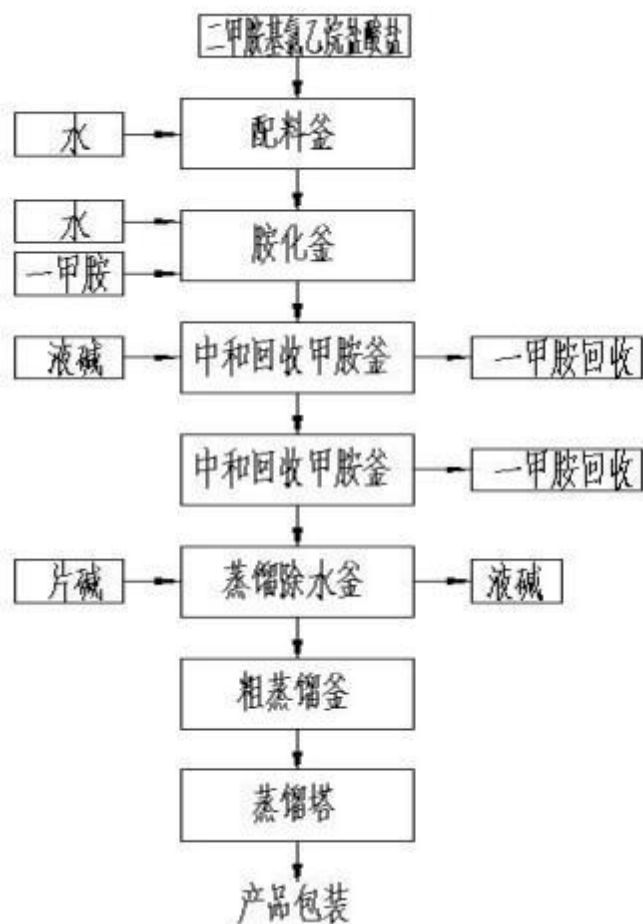 二甲胺基氯乙烷盐酸盐
水
配料釜
水
一甲胺
胺化釜
液碱
中和回收甲胺釜
一甲胺回收
中和回收甲胺釜
一甲胺回收
片碱
蒸馏除水釜
液碱
粗蒸馏釜
蒸馏塔
产品包装